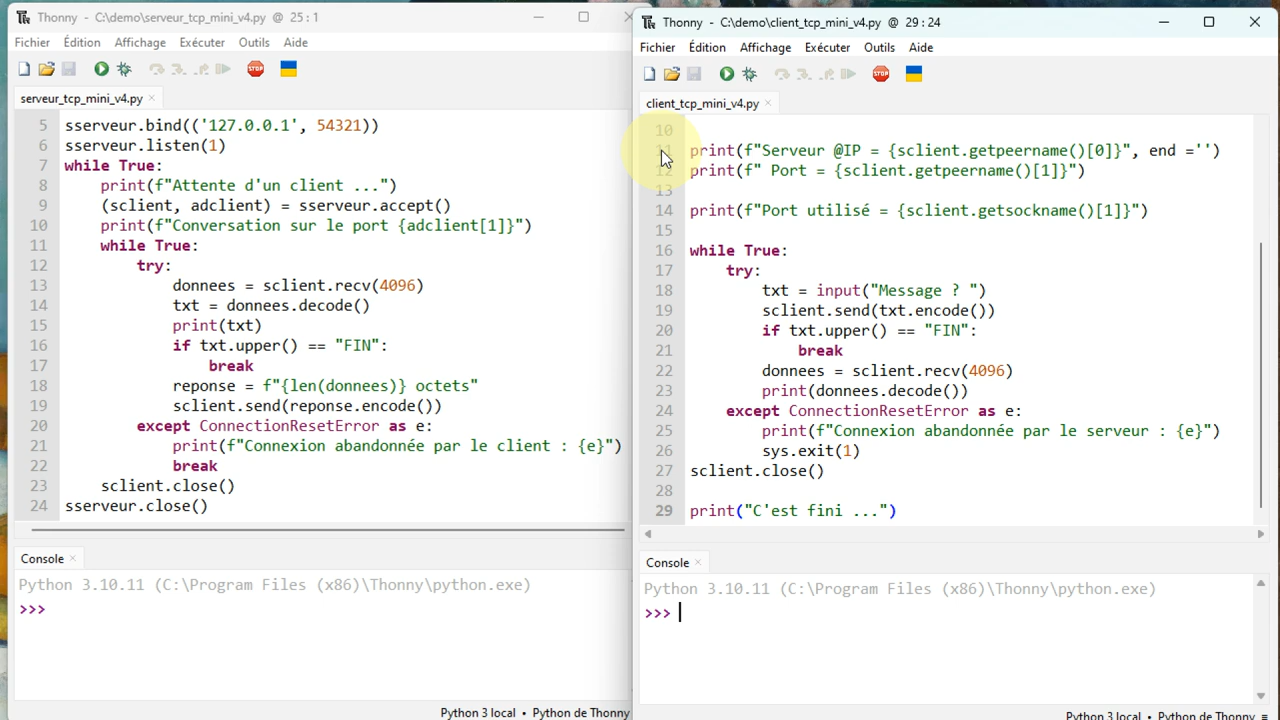 Thonny - C:\demo\serveur_tcp_mini_v4.py @ 25 : 1
Fichier Édition Affichage Exécuter Outils Aide
STOP
serveur_tcp_mini_v4.py ×
5 sserveur.bind(('127.0.0.1', 54321))
6 sserveur.listen(1)
7 while True:
8     print(f"Attente d'un client ...")
9     (sclient, adclient) = sserveur.accept()
10     print(f"Conversation sur le port {adclient[1]}")
11     while True:
12         try:
13             donnees = sclient.recv(4096)
14             txt = donnees.decode()
15             print(txt)
16             if txt.upper() == "FIN":
17                 break
18             reponse = f"{len(donnees)} octets"
19             sclient.send(reponse.encode())
20         except ConnectionResetError as e:
21             print(f"Connexion abandonnée par le client : {e}")
22             break
23     sclient.close()
24 sserveur.close()
Console ×
Python 3.10.11 (C:\Program Files (x86)\Thonny\python.exe)
>>>
Python 3 local • Python de Thonny
Thonny - C:\demo\client_tcp_mini_v4.py @ 29 : 24
Fichier Édition Affichage Exécuter Outils Aide
STOP
client_tcp_mini_v4.py ×
10
11 print(f"Serveur @IP = {sclient.getpeername()[0]}", end ='')
12 print(f" Port = {sclient.getpeername()[1]}")
13
14 print(f"Port utilisé = {sclient.getsockname()[1]}")
15
16 while True:
17     try:
18         txt = input("Message ? ")
19         sclient.send(txt.encode())
20         if txt.upper() == "FIN":
21             break
22         donnees = sclient.recv(4096)
23         print(donnees.decode())
24     except ConnectionResetError as e:
25         print(f"Connexion abandonnée par le serveur : {e}")
26         sys.exit(1)
27 sclient.close()
28
29 print("C'est fini ...")
Console ×
Python 3.10.11 (C:\Program Files (x86)\Thonny\python.exe)
>>>
Python 3 local • Python de Thonny ≡